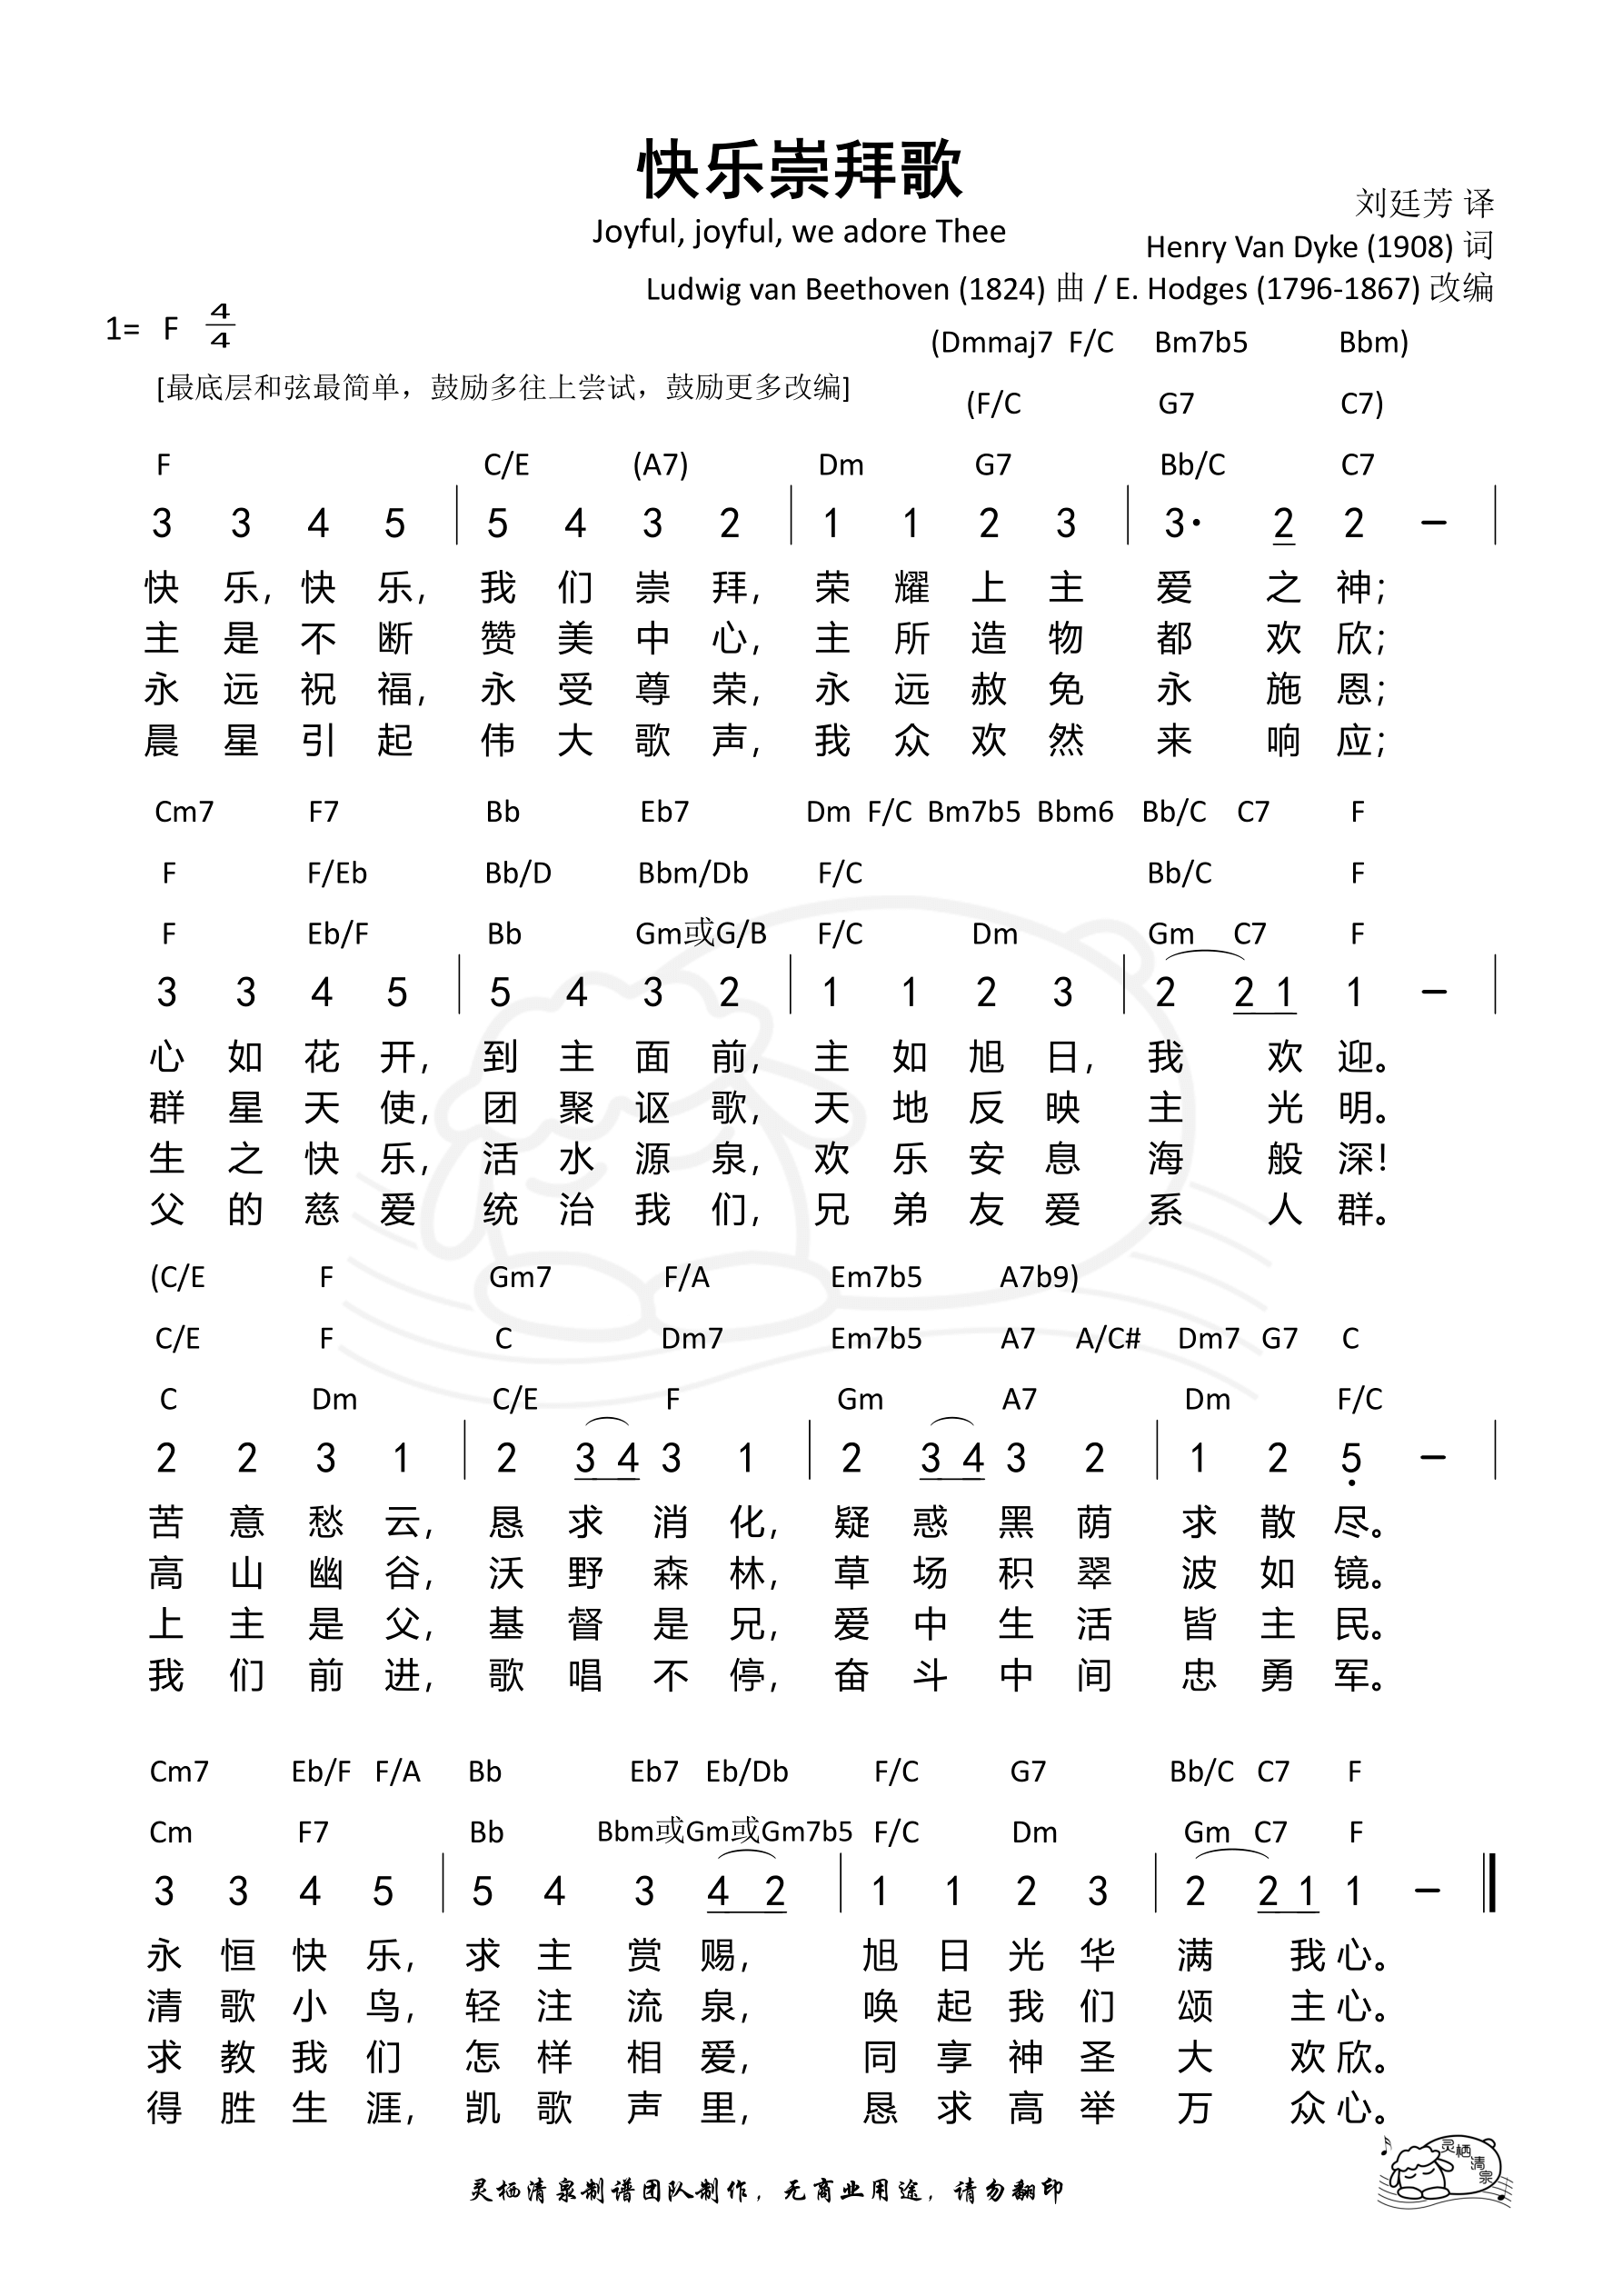 快乐崇拜歌
刘廷芳 译
Joyful, joyful, we adore Thee
Henry Van Dyke (1908) 词
Ludwig van Beethoven (1824) 曲 / E. Hodges (1796-1867) 改编
1= F 4/4
(Dmmaj7 F/C Bm7b5 Bbm)
[最底层和弦最简单，鼓励多往上尝试，鼓励更多改编]
(F/C G7 C7)
F C/E (A7) Dm G7 Bb/C C7
3 3 4 5 | 5 4 3 2 | 1 1 2 3 | 3· 2 2 – |
快 乐，快 乐， 我 们 崇 拜， 荣 耀 上 主 爱 之 神；
主 是 不 断 赞 美 中 心， 主 所 造 物 都 欢 欣；
永 远 祝 福， 永 受 尊 荣， 永 远 赦 免 永 施 恩；
晨 星 引 起 伟 大 歌 声， 我 众 欢 然 来 响 应；
Cm7 F7 Bb Eb7 Dm F/C Bm7b5 Bbm6 Bb/C C7 F
F F/Eb Bb/D Bbm/Db F/C Bb/C F
F Eb/F Bb Gm或G/B F/C Dm Gm C7 F
3 3 4 5 | 5 4 3 2 | 1 1 2 3 | 2 2 1 1 – |
心 如 花 开， 到 主 面 前， 主 如 旭 日， 我 欢 迎。
群 星 天 使， 团 聚 讴 歌， 天 地 反 映 主 光 明。
生 之 快 乐， 活 水 源 泉， 欢 乐 安 息 海 般 深！
父 的 慈 爱 统 治 我 们， 兄 弟 友 爱 系 人 群。
(C/E F Gm7 F/A Em7b5 A7b9)
C/E F C Dm7 Em7b5 A7 A/C# Dm7 G7 C
C Dm C/E F Gm A7 Dm F/C
2 2 3 1 | 2 3 4 3 1 | 2 3 4 3 2 | 1 2 5̣ – |
苦 意 愁 云， 恳 求 消 化， 疑 惑 黑 荫 求 散 尽。
高 山 幽 谷， 沃 野 森 林， 草 场 积 翠 波 如 镜。
上 主 是 父， 基 督 是 兄， 爱 中 生 活 皆 主 民。
我 们 前 进， 歌 唱 不 停， 奋 斗 中 间 忠 勇 军。
Cm7 Eb/F F/A Bb Eb7 Eb/Db F/C G7 Bb/C C7 F
Cm F7 Bb Bbm或Gm或Gm7b5 F/C Dm Gm C7 F
3 3 4 5 | 5 4 3 4 2 | 1 1 2 3 | 2 2 1 1 – ‖
永 恒 快 乐， 求 主 赏 赐， 旭 日 光 华 满 我 心。
清 歌 小 鸟， 轻 注 流 泉， 唤 起 我 们 颂 主 心。
求 教 我 们 怎 样 相 爱， 同 享 神 圣 大 欢 欣。
得 胜 生 涯， 凯 歌 声 里， 恳 求 高 举 万 众 心。
灵栖清泉
灵栖清泉制谱团队制作，无商业用途，请勿翻印